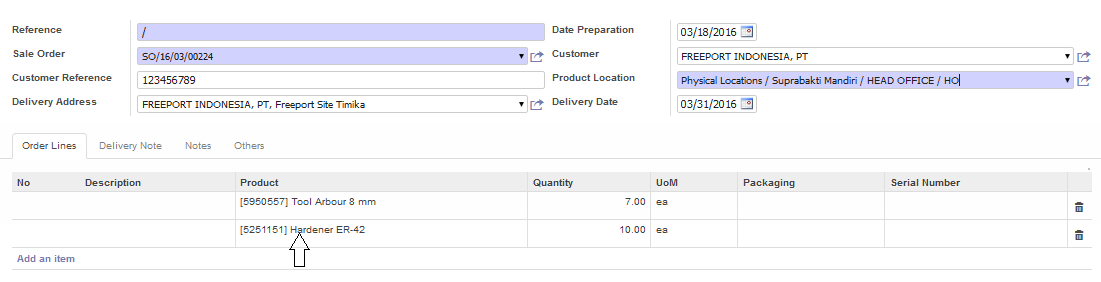 Reference / Date Preparation 03/18/2016
Sale Order SO/16/03/00224 Customer FREEPORT INDONESIA, PT
Customer Reference 123456789 Product Location Physical Locations / Suprabakti Mandiri / HEAD OFFICE / HO
Delivery Address FREEPORT INDONESIA, PT, Freeport Site Timika Delivery Date 03/31/2016
Order Lines Delivery Note Notes Others
No Description Product Quantity UoM Packaging Serial Number
[5950557] Tool Arbour 8 mm 7.00 ea
[5251151] Hardener ER-42 10.00 ea
Add an item